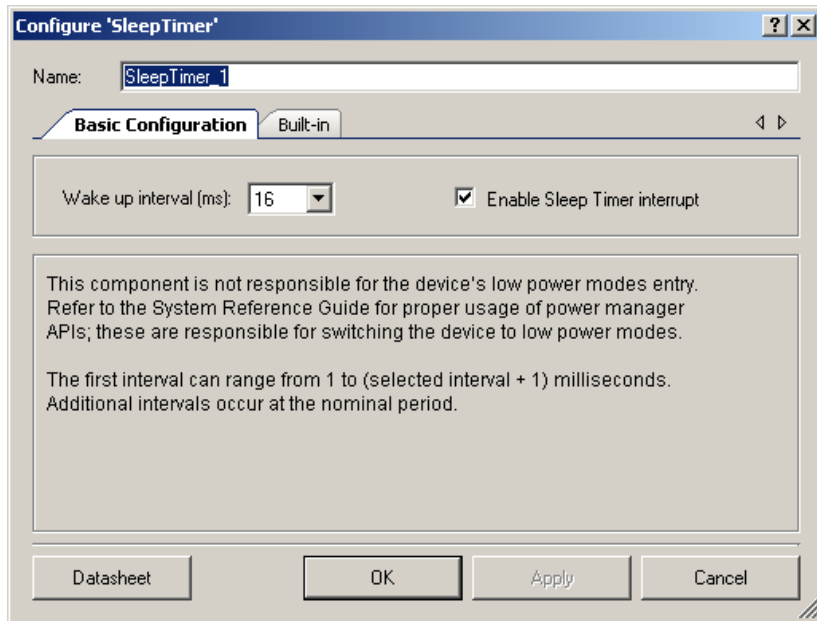 Configure 'SleepTimer'
Name: SleepTimer_1
Basic Configuration Built-in
Wake up interval (ms): 16 Enable Sleep Timer interrupt
This component is not responsible for the device's low power modes entry.
Refer to the System Reference Guide for proper usage of power manager
APIs; these are responsible for switching the device to low power modes.
The first interval can range from 1 to (selected interval + 1) milliseconds.
Additional intervals occur at the nominal period.
Datasheet OK Apply Cancel